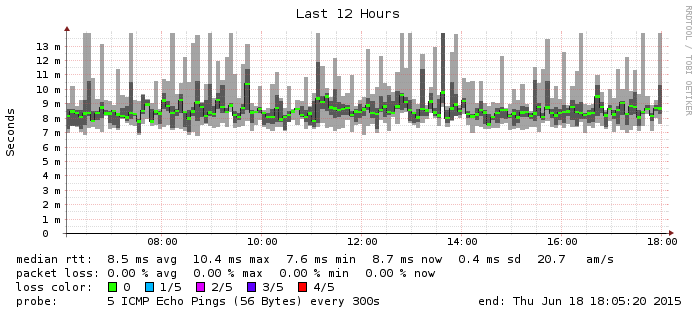 Last 12 Hours
RRDTOOL / TOBI OETIKER
Seconds
13 m
12 m
11 m
10 m
9 m
8 m
7 m
6 m
5 m
4 m
3 m
2 m
1 m
0
08:00 10:00 12:00 14:00 16:00 18:00
median rtt: 8.5 ms avg 10.4 ms max 7.6 ms min 8.7 ms now 0.4 ms sd 20.7 am/s
packet loss: 0.00 % avg 0.00 % max 0.00 % min 0.00 % now
loss color: 0 1/5 2/5 3/5 4/5
probe: 5 ICMP Echo Pings (56 Bytes) every 300s end: Thu Jun 18 18:05:20 2015